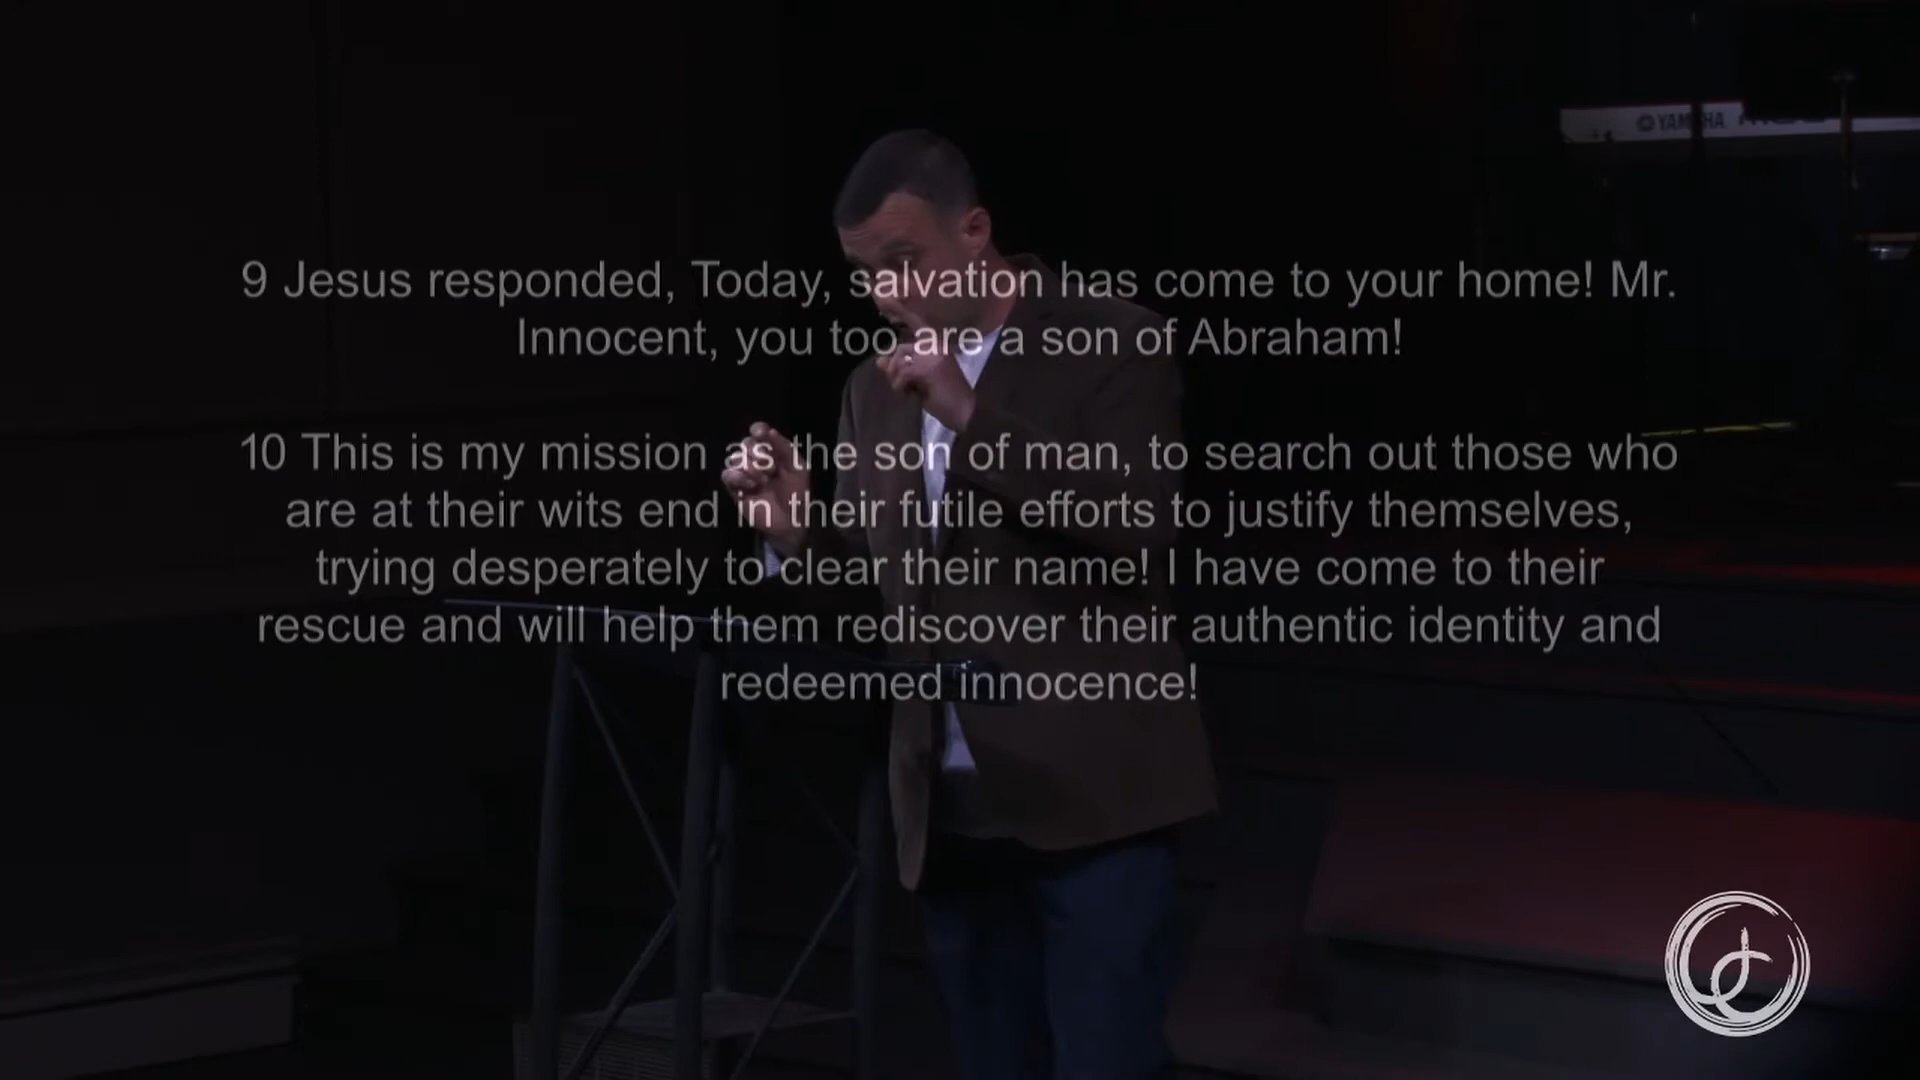 YAMAHA
9 Jesus responded, Today, salvation has come to your home! Mr.
Innocent, you too are a son of Abraham!
10 This is my mission as the son of man, to search out those who
are at their wits end in their futile efforts to justify themselves,
trying desperately to clear their name! I have come to their
rescue and will help them rediscover their authentic identity and
redeemed innocence!